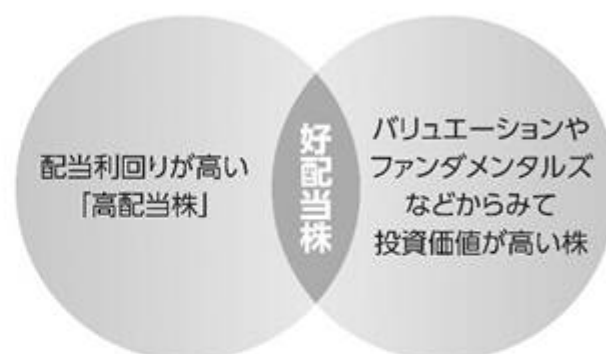 配当利回りが高い
「高配当株」
好配当株
バリュエーションや
ファンダメンタルズ
などからみて
投資価値が高い株